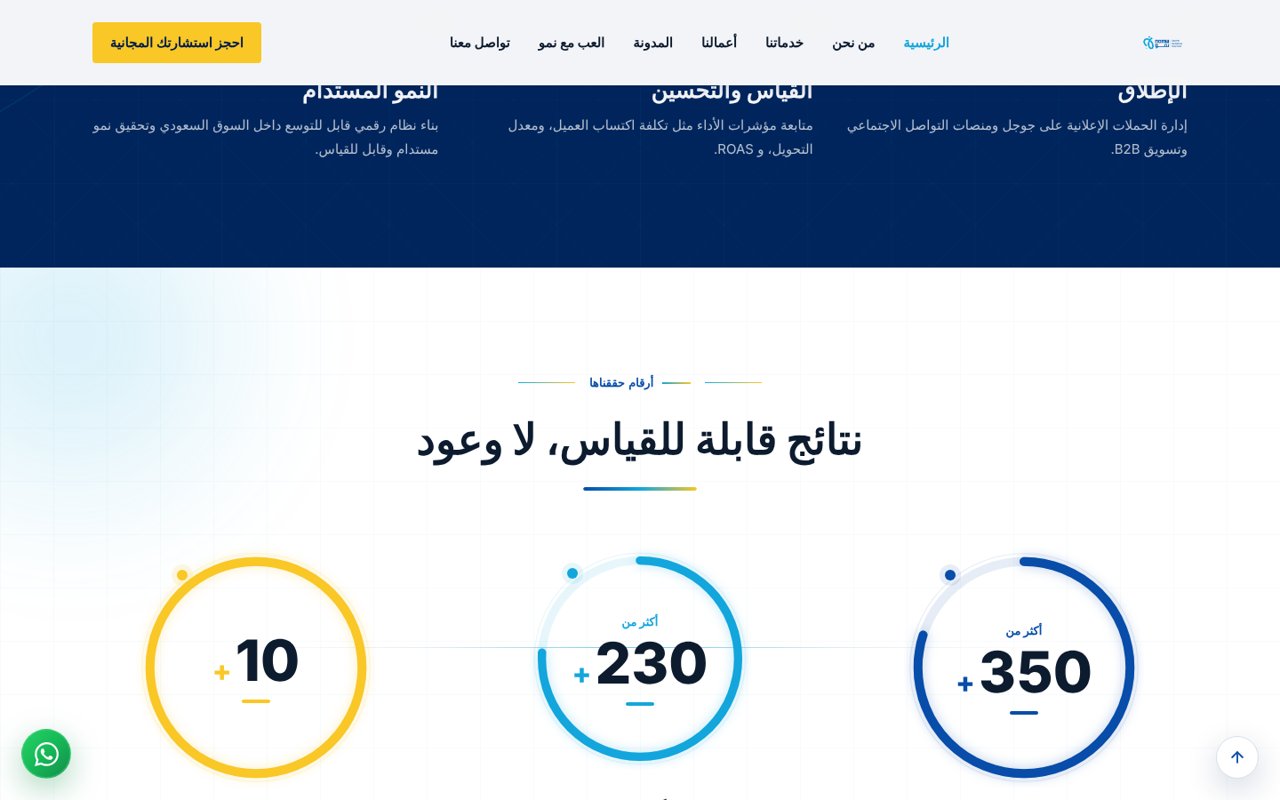 nomu
نمـــو
الرئيسية
من نحن
خدماتنا
أعمالنا
المدونة
العب مع نمو
تواصل معنا
احجز استشارتك المجانية
الإطلاق
إدارة الحملات الإعلانية على جوجل ومنصات التواصل الاجتماعي
وتسويق B2B.
القياس والتحسين
متابعة مؤشرات الأداء مثل تكلفة اكتساب العميل، ومعدل
التحويل، و ROAS.
النمو المستدام
بناء نظام رقمي قابل للتوسع داخل السوق السعودي وتحقيق نمو
مستدام وقابل للقياس.
أرقام حققناها
نتائج قابلة للقياس، لا وعود
أكثر من
350+
أكثر من
230+
10+